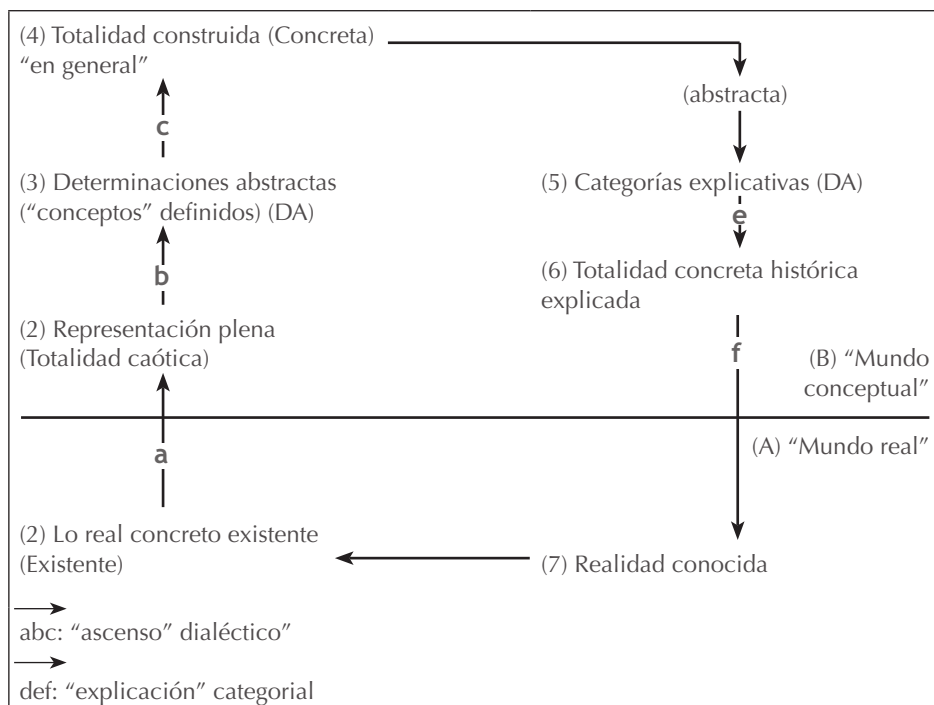 (4) Totalidad construida (Concreta)
“en general”
(abstracta)
c
(3) Determinaciones abstractas
(“conceptos” definidos) (DA)
(5) Categorías explicativas (DA)
e
b
(6) Totalidad concreta histórica
explicada
(2) Representación plena
(Totalidad caótica)
f
(B) “Mundo
conceptual”
(A) “Mundo real”
a
(2) Lo real concreto existente
(Existente)
(7) Realidad conocida
abc: “ascenso” dialéctico”
def: “explicación” categorial